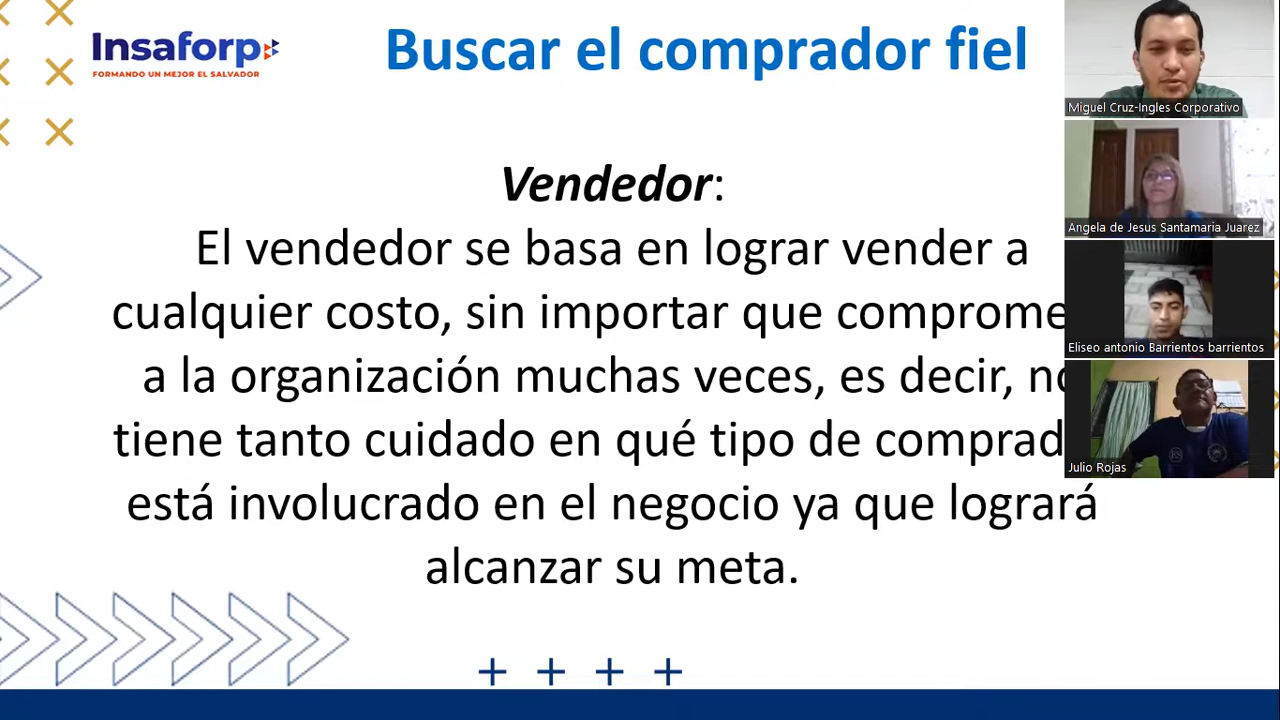 Insaforp
FORMANDO UN MEJOR EL SALVADOR
Buscar el comprador fiel
Vendedor:
El vendedor se basa en lograr vender a
cualquier costo, sin importar que comprome
a la organización muchas veces, es decir, no
tiene tanto cuidado en qué tipo de comprad
está involucrado en el negocio ya que logrará
alcanzar su meta.
Miguel Cruz-Ingles Corporativo
Angela de Jesus Santamaria Juarez
Eliseo antonio Barrientos barrientos
Julio Rojas